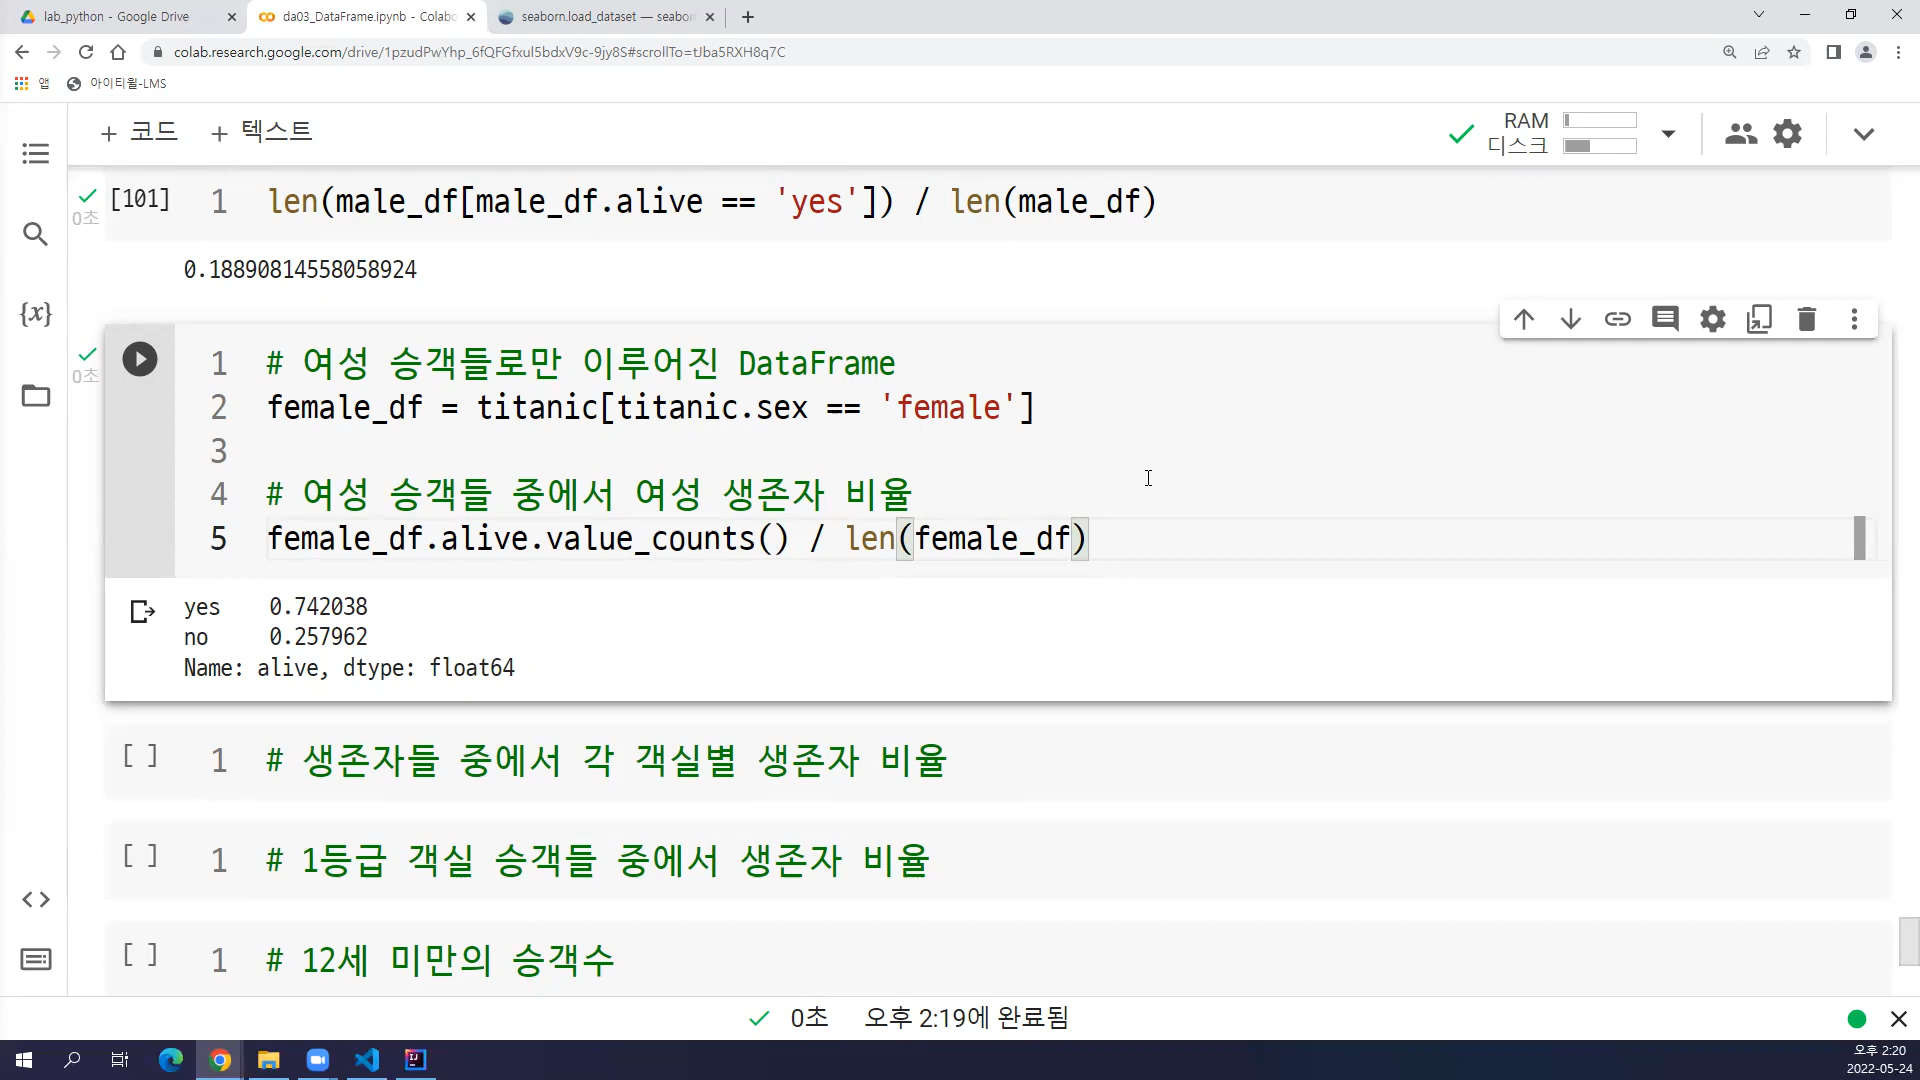 lab_python - Google Drive
da03_DataFrame.ipynb - Colabo
seaborn.load_dataset — seabor
colab.research.google.com/drive/1pzudPwYhp_6fQFGfxul5bdxV9c-9jy8S#scrollTo=tJba5RXH8q7C
앱
아이티윌-LMS
+ 코드 + 텍스트
RAM
디스크
[101] 1 len(male_df[male_df.alive == 'yes']) / len(male_df)
0초
0.18890814558058924
{x}
1 # 여성 승객들로만 이루어진 DataFrame
0초
2 female_df = titanic[titanic.sex == 'female']
3
4 # 여성 승객들 중에서 여성 생존자 비율
5 female_df.alive.value_counts() / len(female_df)
yes 0.742038
no 0.257962
Name: alive, dtype: float64
[ ] 1 # 생존자들 중에서 각 객실별 생존자 비율
[ ] 1 # 1등급 객실 승객들 중에서 생존자 비율
[ ] 1 # 12세 미만의 승객수
0초 오후 2:19에 완료됨
오후 2:20
2022-05-24